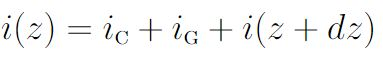 i(z) = i_C + i_G + i(z + dz)